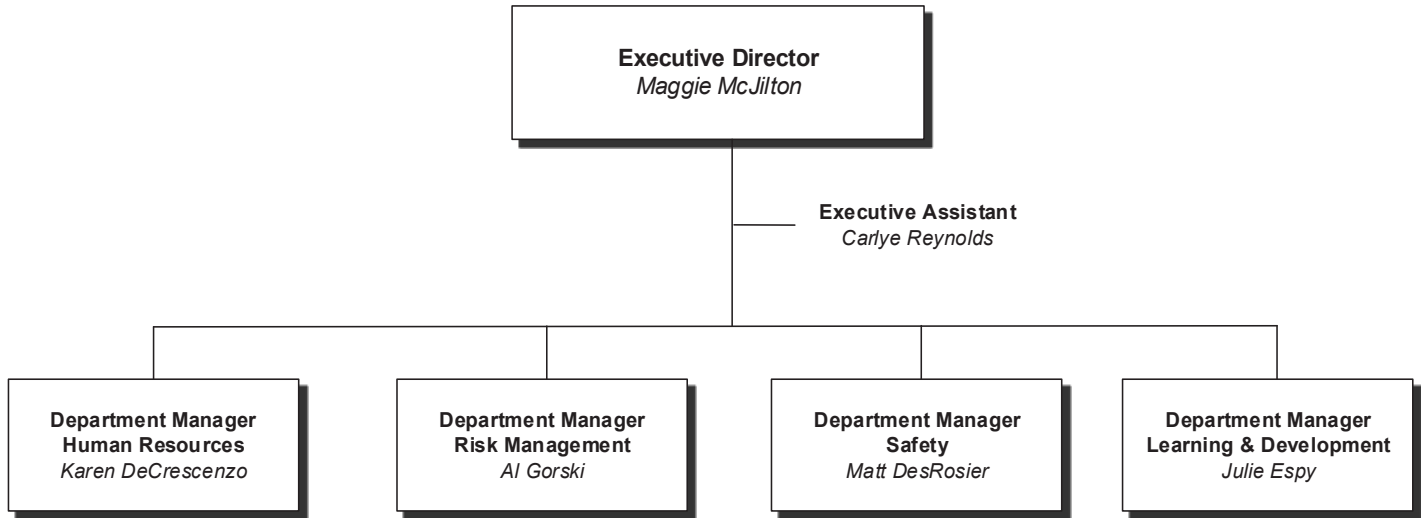 Executive Director
Maggie McJilton
Executive Assistant
Carlye Reynolds
Department Manager
Human Resources
Karen DeCrescenzo
Department Manager
Risk Management
Al Gorski
Department Manager
Safety
Matt DesRosier
Department Manager
Learning & Development
Julie Espy